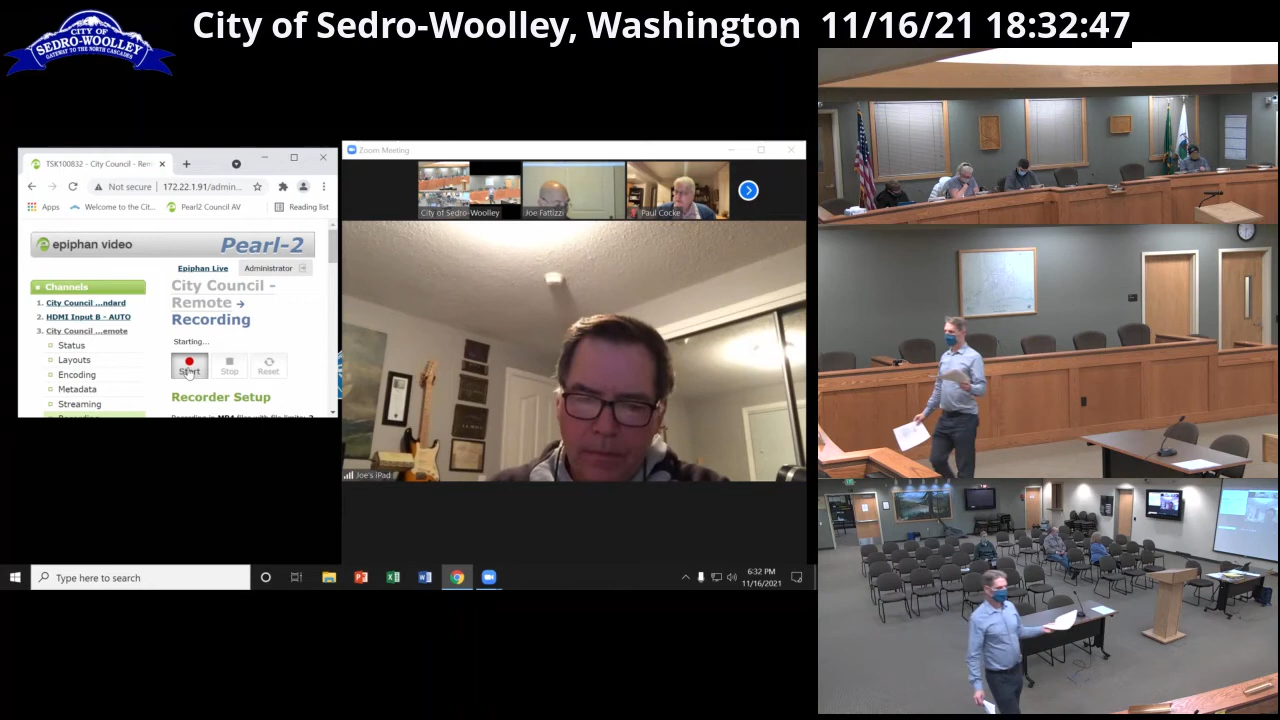 CITY OF
SEDRO-WOOLLEY
GATEWAY TO THE NORTH CASCADES
City of Sedro-Woolley, Washington 11/16/21 18:32:47
TSK100832 - City Council - Rem
Not secure 172.22.1.91/admin...
Apps Welcome to the Cit... Pearl2 Council AV Reading list
epiphan video Pearl-2
Epiphan Live Administrator
Channels
1. City Council ...ndard
2. HDMI Input B - AUTO
3. City Council ...emote
Status
Layouts
Encoding
Metadata
Streaming
City Council -
Remote →
Recording
Starting...
Start Stop Reset
Recorder Setup
Zoom Meeting
City of Sedro-Woolley
Joe Fattizzi
Paul Cocke
Joe's iPad
Type here to search
6:32 PM
11/16/2021